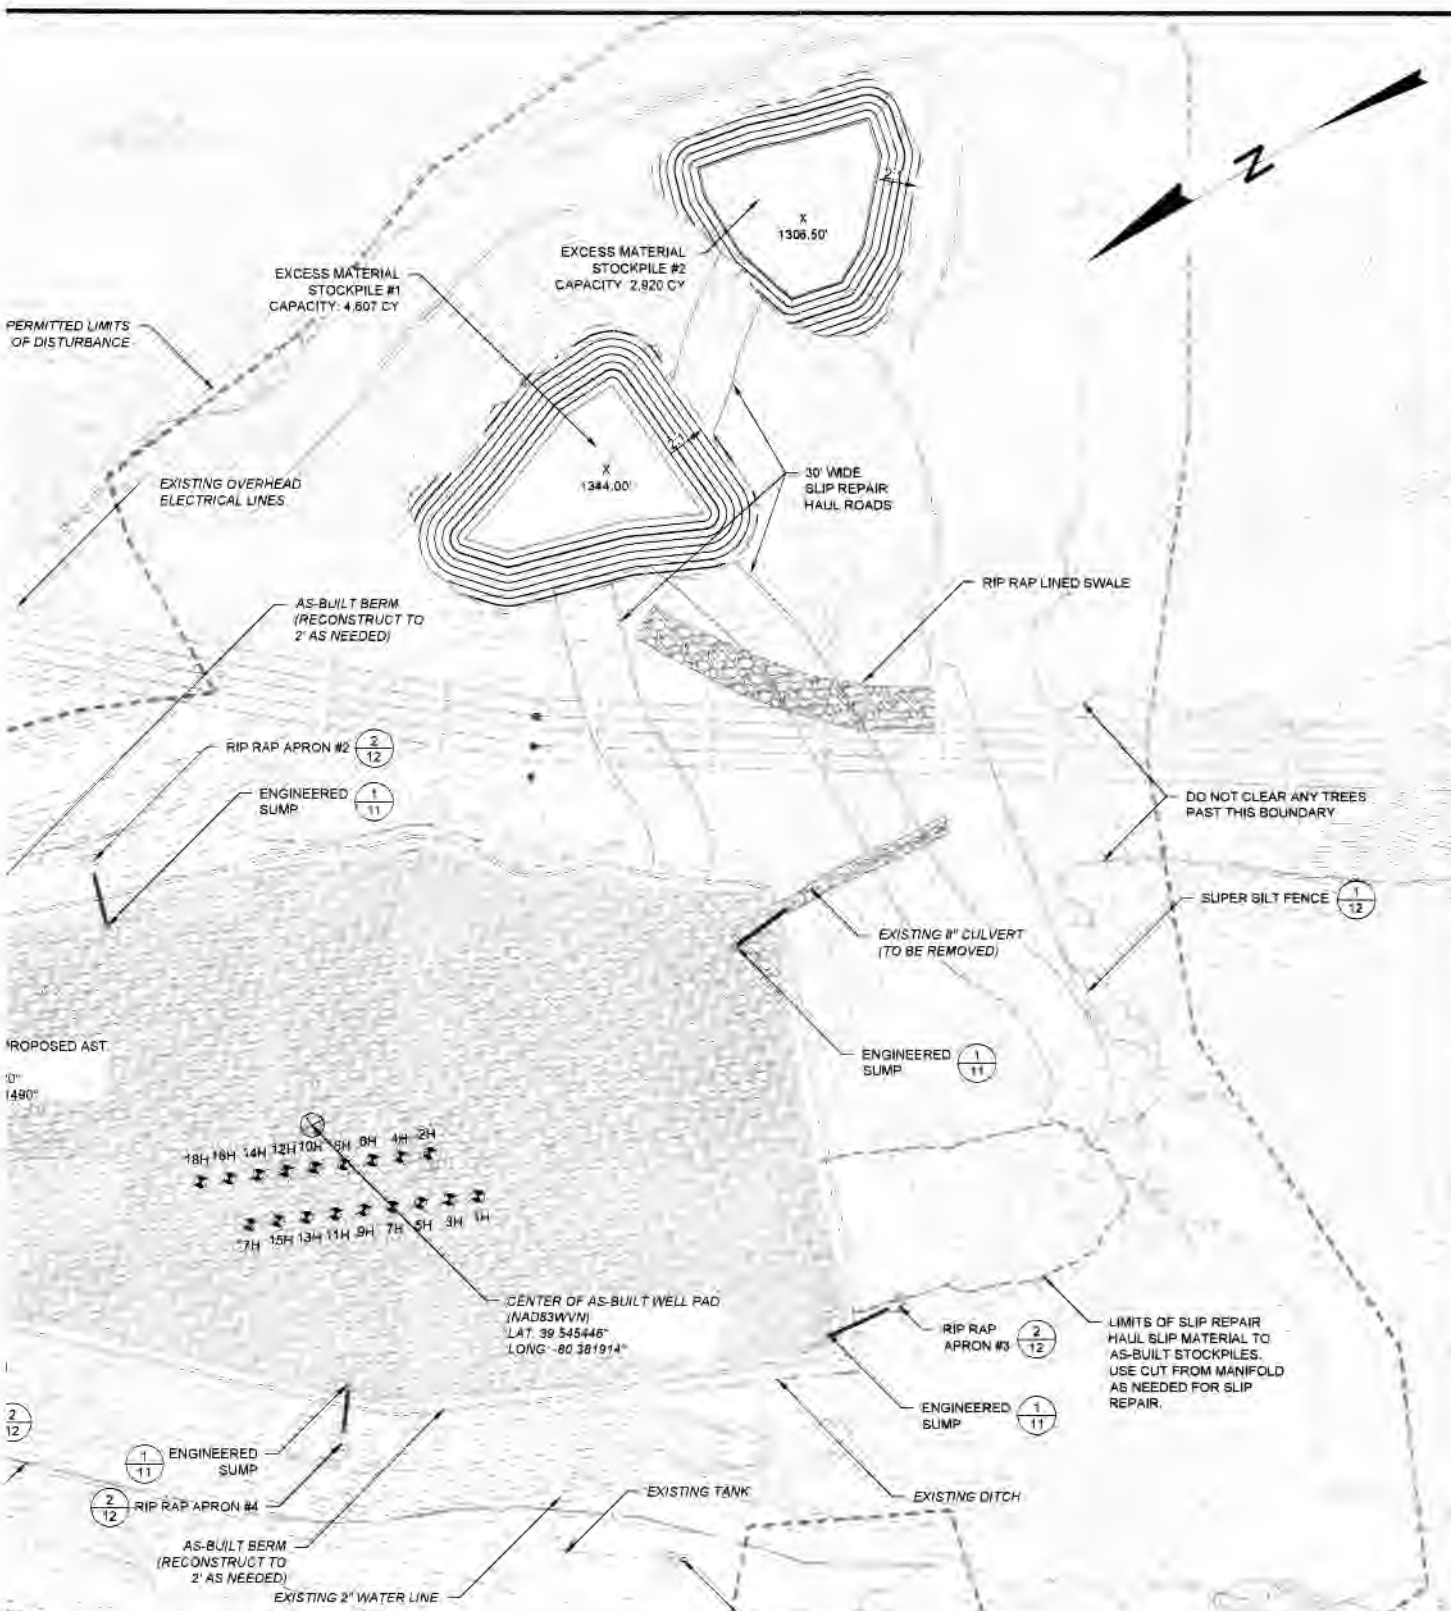 N
2:1
X
1306.50'
EXCESS MATERIAL
STOCKPILE #2
CAPACITY: 2,920 CY
EXCESS MATERIAL
STOCKPILE #1
CAPACITY: 4,607 CY
PERMITTED LIMITS
OF DISTURBANCE
2:1
X
1344.00'
EXISTING OVERHEAD
ELECTRICAL LINES
30' WIDE
SLIP REPAIR
HAUL ROADS
RIP RAP LINED SWALE
AS-BUILT BERM
(RECONSTRUCT TO
2' AS NEEDED)
RIP RAP APRON #2 2/12
ENGINEERED
SUMP 1/11
DO NOT CLEAR ANY TREES
PAST THIS BOUNDARY
SUPER SILT FENCE 1/12
EXISTING 8" CULVERT
(TO BE REMOVED)
ENGINEERED
SUMP 1/11
PROPOSED AST
1490°
18H 16H 14H 12H 10H 8H 6H 4H 2H
17H 15H 13H 11H 9H 7H 5H 3H 1H
CENTER OF AS-BUILT WELL PAD
(NAD83WVN)
LAT: 39.545446°
LONG: -80.381914°
RIP RAP
APRON #3 2/12
LIMITS OF SLIP REPAIR
HAUL SLIP MATERIAL TO
AS-BUILT STOCKPILES.
USE CUT FROM MANIFOLD
AS NEEDED FOR SLIP
REPAIR.
ENGINEERED
SUMP 1/11
2/12
1/11 ENGINEERED
SUMP
2/12 RIP RAP APRON #4
EXISTING TANK
EXISTING DITCH
AS-BUILT BERM
(RECONSTRUCT TO
2' AS NEEDED)
EXISTING 2" WATER LINE